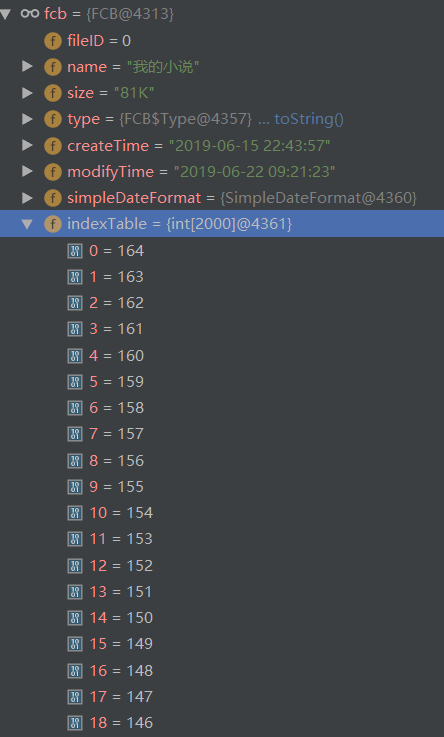 fcb = {FCB@4313}
f fileID = 0
f name = "我的小说"
f size = "81K"
f type = {FCB$Type@4357} ... toString()
f createTime = "2019-06-15 22:43:57"
f modifyTime = "2019-06-22 09:21:23"
f simpleDateFormat = {SimpleDateFormat@4360}
f indexTable = {int[2000]@4361}
0 = 164
1 = 163
2 = 162
3 = 161
4 = 160
5 = 159
6 = 158
7 = 157
8 = 156
9 = 155
10 = 154
11 = 153
12 = 152
13 = 151
14 = 150
15 = 149
16 = 148
17 = 147
18 = 146